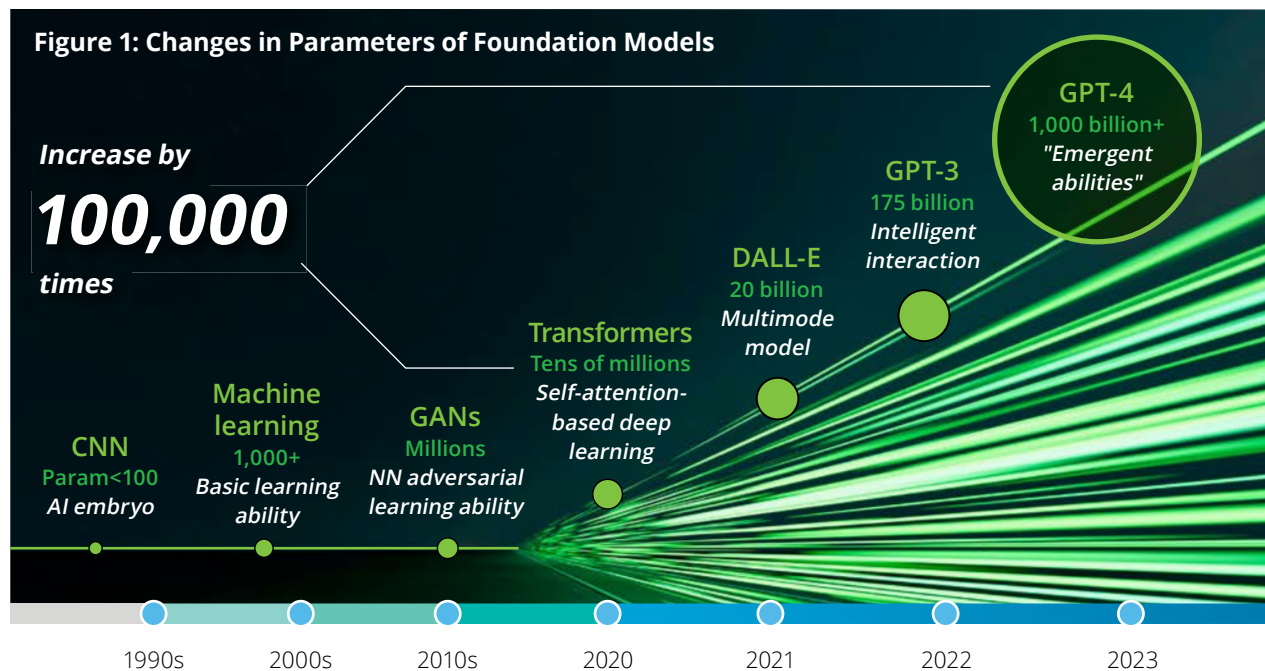 Figure 1: Changes in Parameters of Foundation Models
Increase by
100,000
times
CNN
Param<100
AI embryo
Machine
learning
1,000+
Basic learning
ability
GANs
Millions
NN adversarial
learning ability
Transformers
Tens of millions
Self-attention-
based deep
learning
DALL-E
20 billion
Multimode
model
GPT-3
175 billion
Intelligent
interaction
GPT-4
1,000 billion+
"Emergent
abilities"
1990s
2000s
2010s
2020
2021
2022
2023